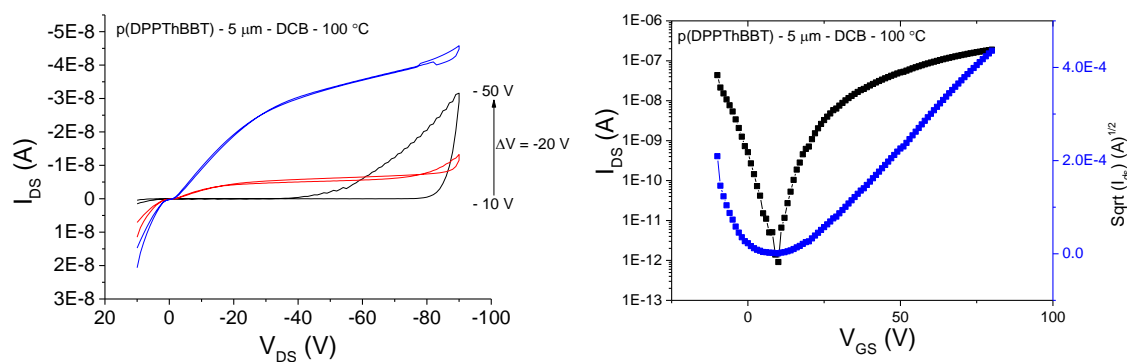 p(DPPThBBT) - 5 μm - DCB - 100 °C
-5E-8
-4E-8
-3E-8
-2E-8
-1E-8
0
1E-8
2E-8
3E-8
I_DS (A)
20 0 -20 -40 -60 -80 -100
V_DS (V)
- 50 V
ΔV = -20 V
- 10 V
p(DPPThBBT) - 5 μm - DCB - 100 °C
1E-06
1E-07
1E-08
1E-09
1E-10
1E-11
1E-12
1E-13
I_DS (A)
0 50 100
V_GS (V)
4.0E-4
2.0E-4
0.0
Sqrt (I_ds) (A)^1/2